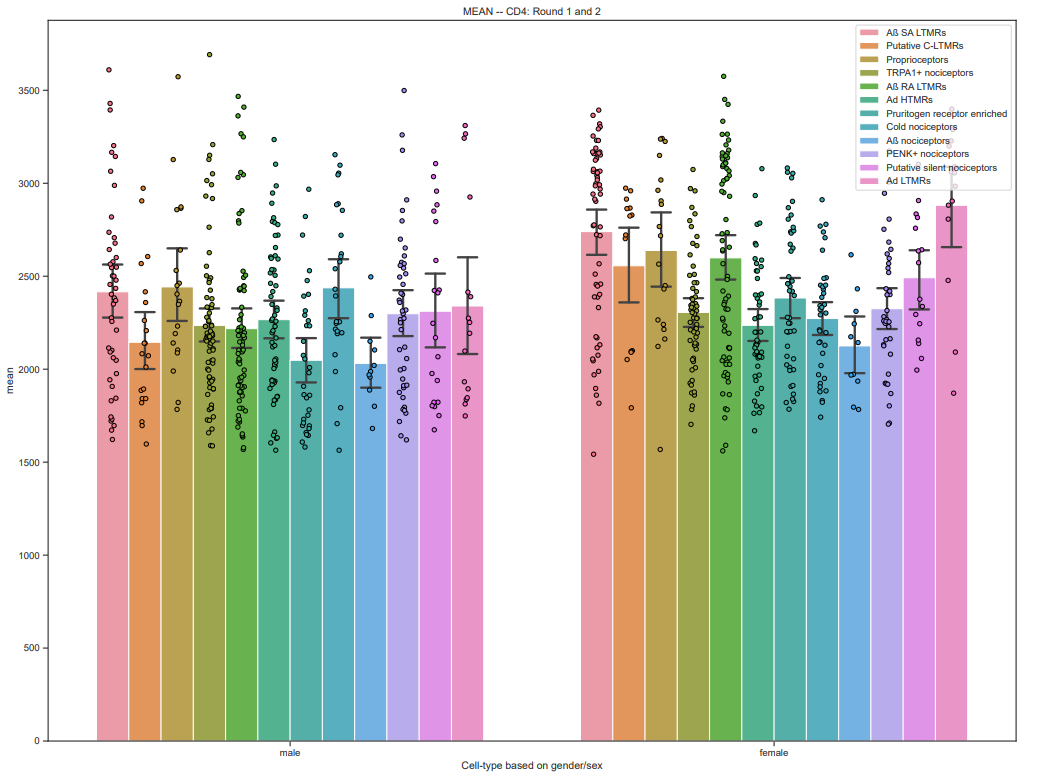 MEAN -- CD4: Round 1 and 2
Aß SA LTMRs
Putative C-LTMRs
Proprioceptors
TRPA1+ nociceptors
Aß RA LTMRs
Ad HTMRs
Pruritogen receptor enriched
Cold nociceptors
Aß nociceptors
PENK+ nociceptors
Putative silent nociceptors
Ad LTMRs
3500
3000
2500
2000
1500
1000
500
0
mean
male
female
Cell-type based on gender/sex